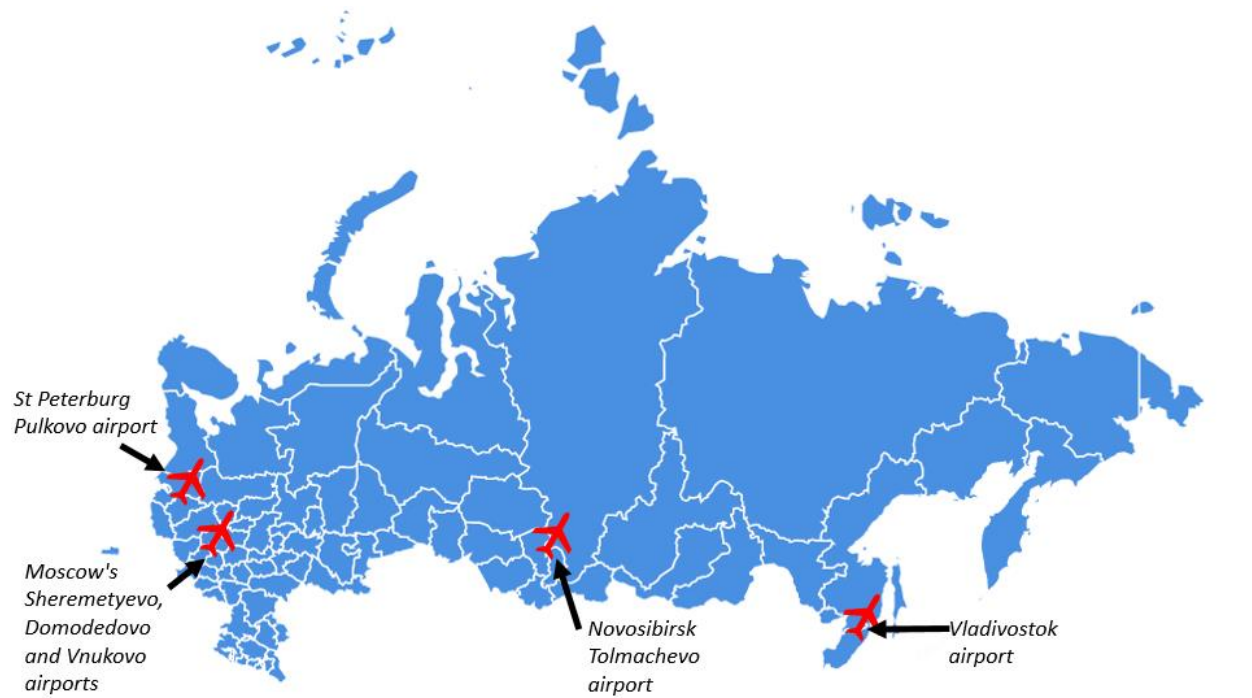 St Peterburg
Pulkovo airport
Moscow's
Sheremetyevo,
Domodedovo
and Vnukovo
airports
Novosibirsk
Tolmachevo
airport
Vladivostok
airport